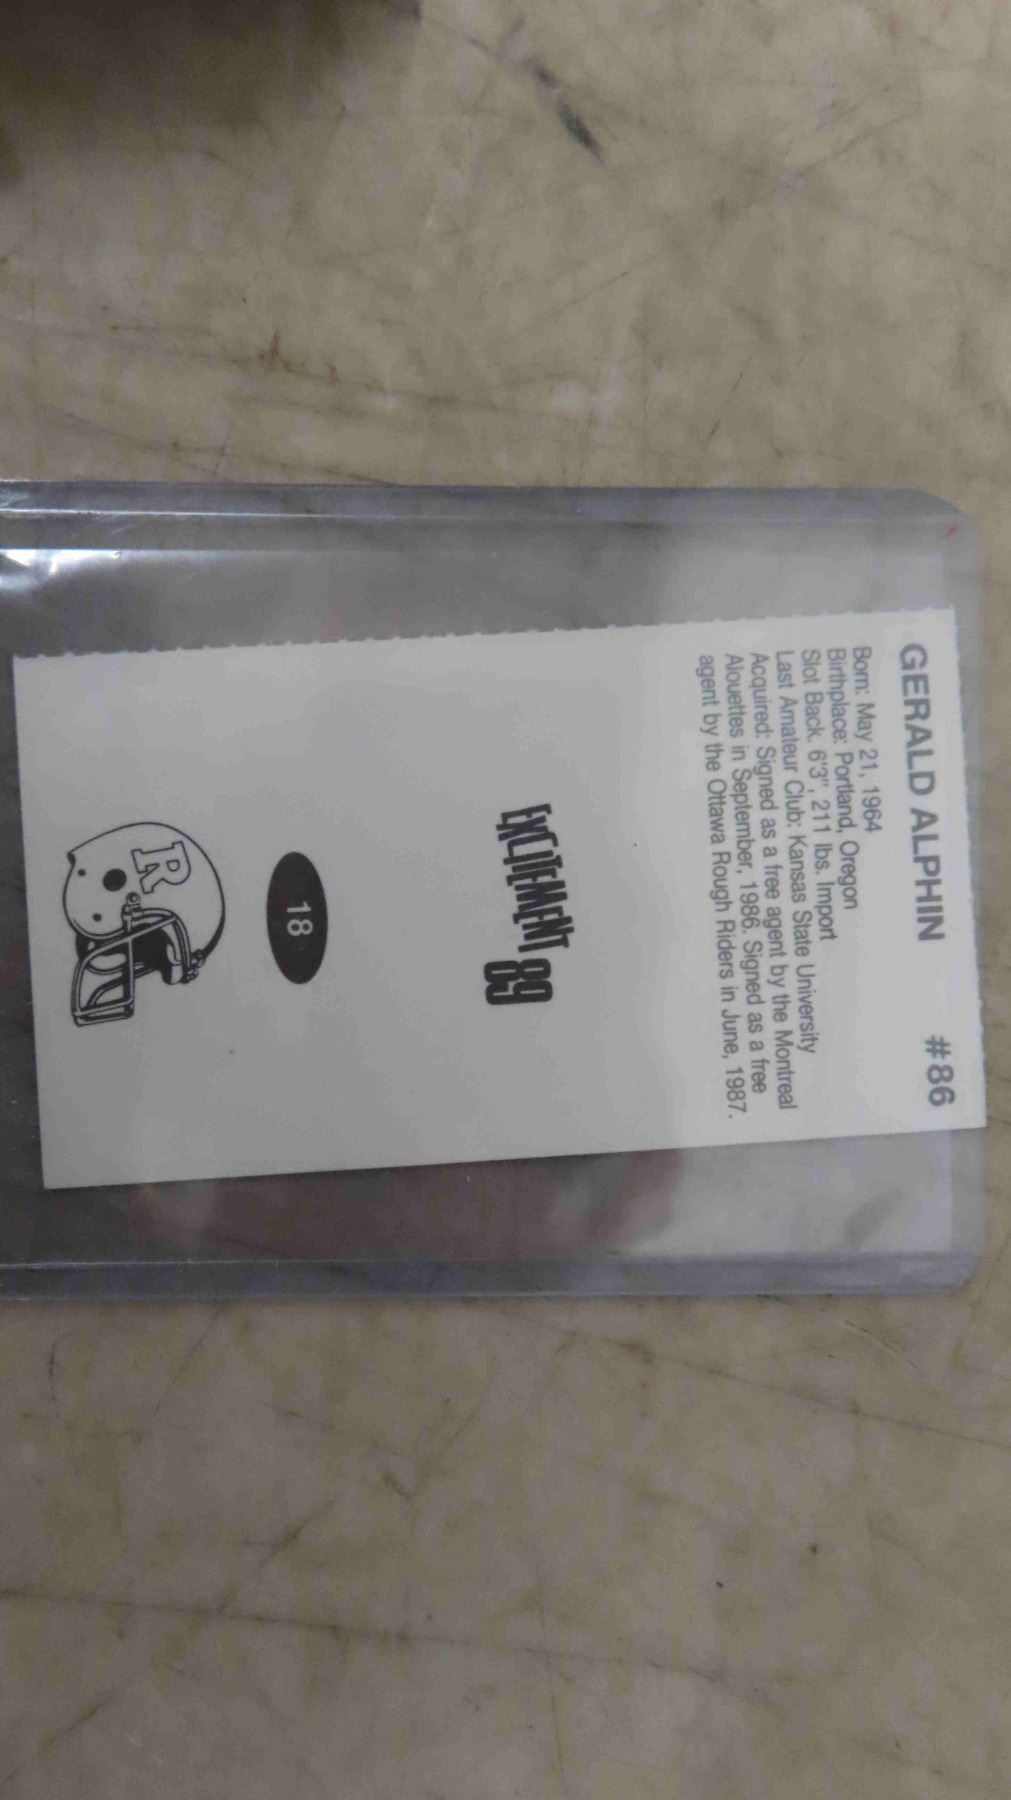 GERALD ALPHIN #86
Born: May 21, 1964
Birthplace: Portland, Oregon
Slot Back. 6'3", 211 lbs. Import
Last Amateur Club: Kansas State University
Acquired: Signed as a free agent by the Montreal
Alouettes in September, 1986. Signed as a free
agent by the Ottawa Rough Riders in June, 1987.
EXCITEMENT 89
18
R